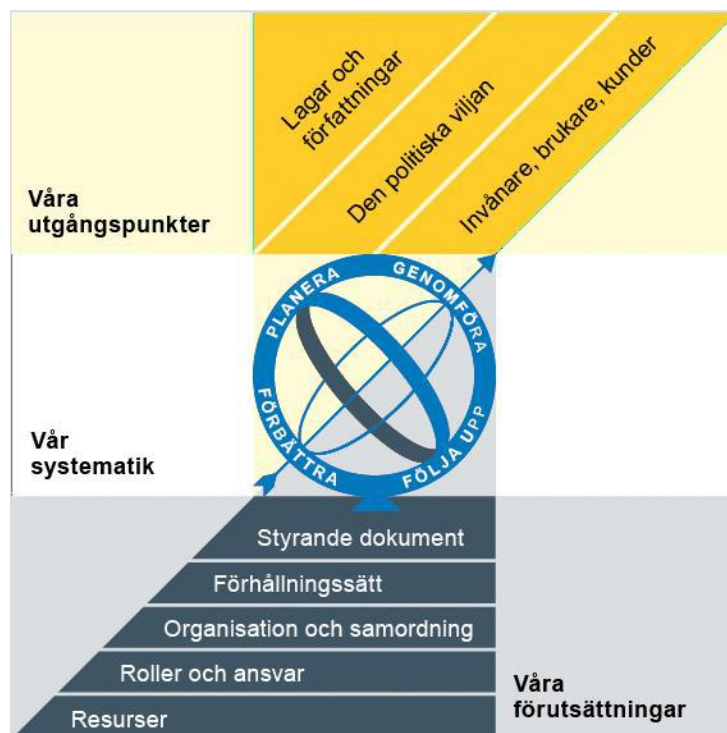 Lagar och
författningar
Den politiska viljan
Invånare, brukare, kunder
Våra
utgångspunkter
PLANERA
GENOMFÖRA
FÖLJA UPP
FÖRBÄTTRA
Vår
systematik
Styrande dokument
Förhållningssätt
Organisation och samordning
Roller och ansvar
Resurser
Våra
förutsättningar